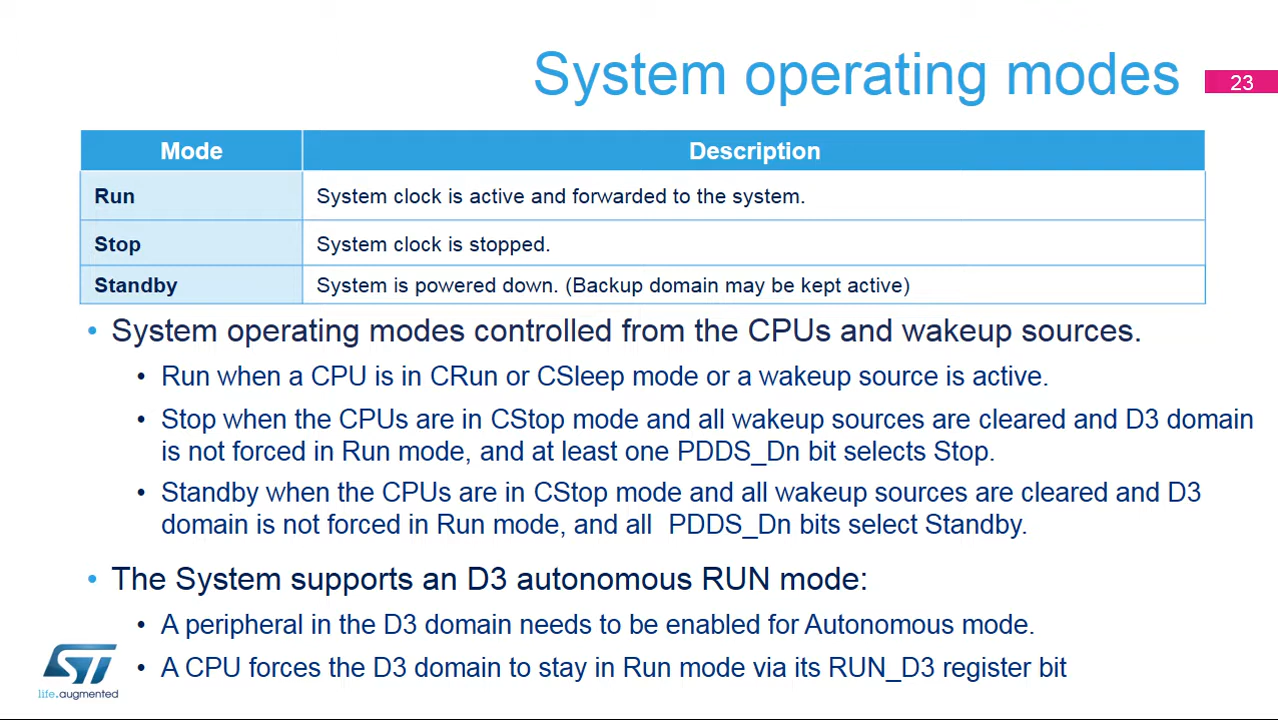 System operating modes
23
Mode Description
Run System clock is active and forwarded to the system.
Stop System clock is stopped.
Standby System is powered down. (Backup domain may be kept active)
• System operating modes controlled from the CPUs and wakeup sources.
• Run when a CPU is in CRun or CSleep mode or a wakeup source is active.
• Stop when the CPUs are in CStop mode and all wakeup sources are cleared and D3 domain
is not forced in Run mode, and at least one PDDS_Dn bit selects Stop.
• Standby when the CPUs are in CStop mode and all wakeup sources are cleared and D3
domain is not forced in Run mode, and all PDDS_Dn bits select Standby.
• The System supports an D3 autonomous RUN mode:
• A peripheral in the D3 domain needs to be enabled for Autonomous mode.
• A CPU forces the D3 domain to stay in Run mode via its RUN_D3 register bit
ST
life.augmented